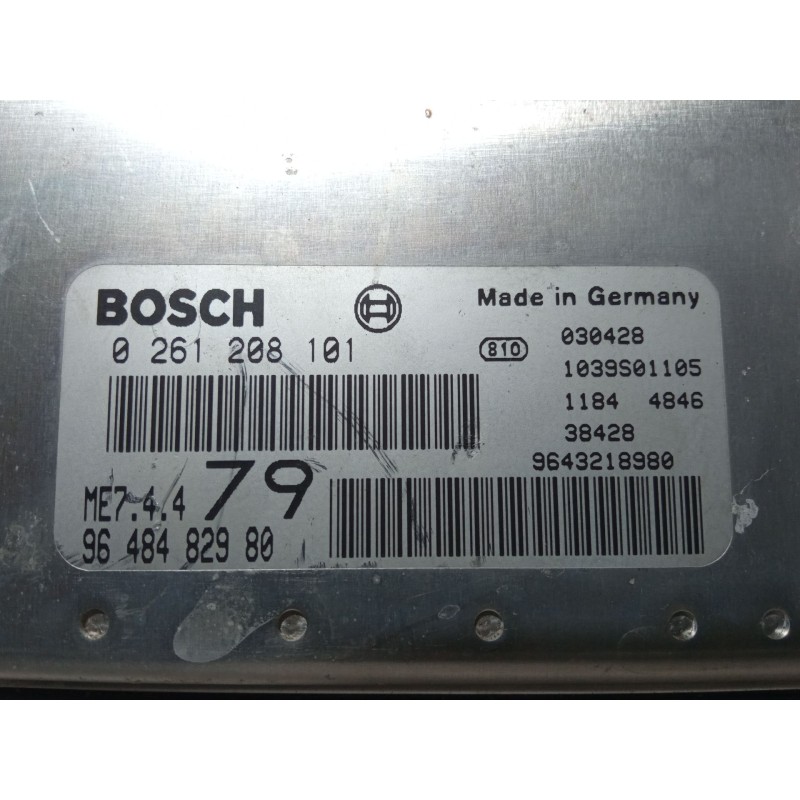 BOSCH
Made in Germany
0 261 208 101
810
030428
1039S01105
1184 4846
38428
9643218980
ME7.4.4 79
96 484 829 80